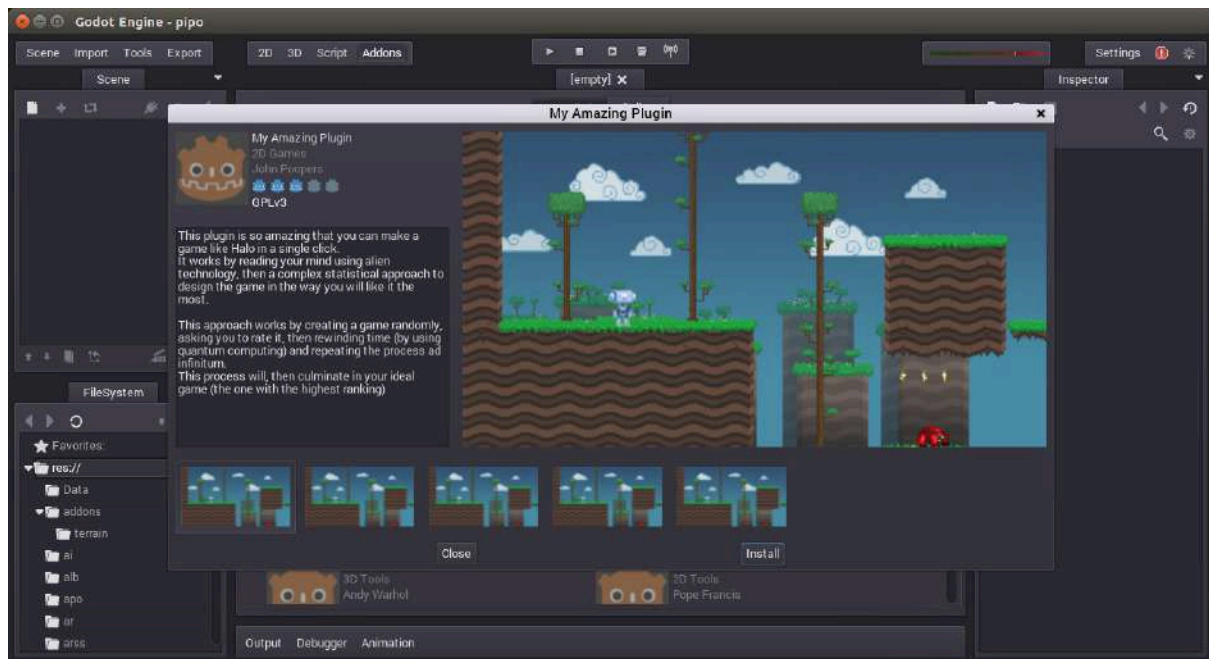 Godot Engine - pipo
Scene Import Tools Export
2D 3D Script Addons
Settings
Scene
[empty]
Inspector
My Amazing Plugin
My Amazing Plugin
2D Games
John Poopers
GPLv3
This plugin is so amazing that you can make a
game like Halo in a single click.
It works by reading your mind using alien
technology, then a complex statistical approach to
design the game in the way you will like it the
most.
This approach works by creating a game randomly,
asking you to rate it, then rewinding time (by using
quantum computing) and repeating the process ad
infinitum.
This process will, then culminate in your ideal
game (the one with the highest ranking)
FileSystem
Favorites:
res://
Data
addons
terrain
ai
alb
apo
ar
arss
Close
Install
3D Tools
Andy Warhol
2D Tools
Pope Francis
Output Debugger Animation